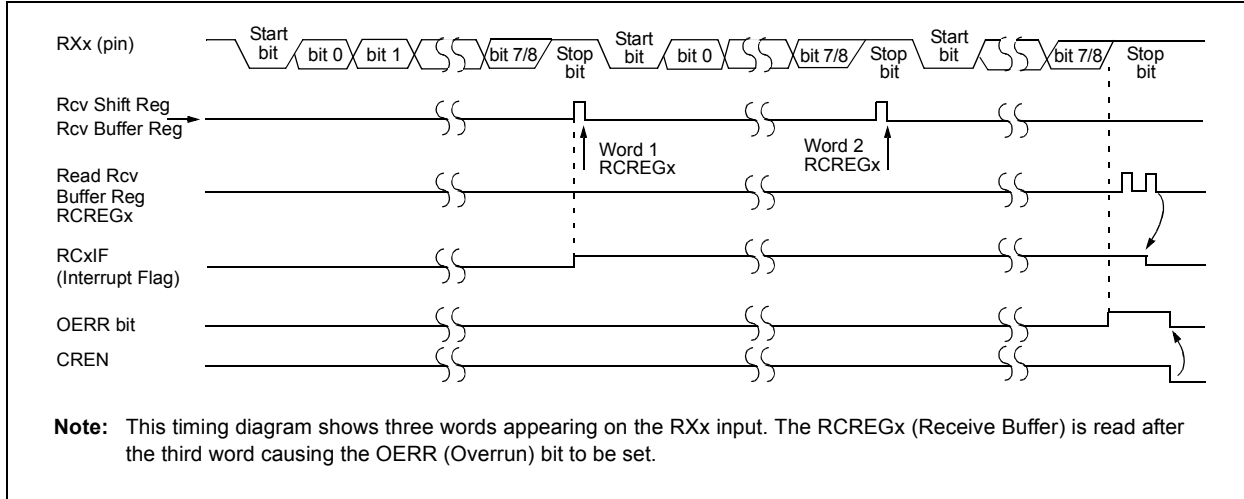 RXx (pin)
Start
bit
bit 0
bit 1
bit 7/8
Stop
bit
Start
bit
bit 0
bit 7/8
Stop
bit
Start
bit
bit 7/8
Stop
bit
Rcv Shift Reg
Rcv Buffer Reg
Word 1
RCREGx
Word 2
RCREGx
Read Rcv
Buffer Reg
RCREGx
RCxIF
(Interrupt Flag)
OERR bit
CREN
Note: This timing diagram shows three words appearing on the RXx input. The RCREGx (Receive Buffer) is read after
the third word causing the OERR (Overrun) bit to be set.